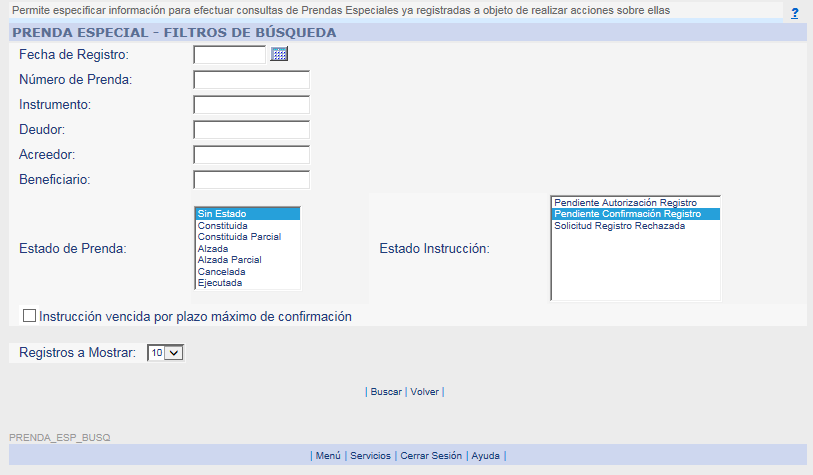 Permite especificar información para efectuar consultas de Prendas Especiales ya registradas a objeto de realizar acciones sobre ellas
?
PRENDA ESPECIAL - FILTROS DE BÚSQUEDA
Fecha de Registro:
Número de Prenda:
Instrumento:
Deudor:
Acreedor:
Beneficiario:
Estado de Prenda:
Sin Estado
Constituida
Constituida Parcial
Alzada
Alzada Parcial
Cancelada
Ejecutada
Estado Instrucción:
Pendiente Autorización Registro
Pendiente Confirmación Registro
Solicitud Registro Rechazada
Instrucción vencida por plazo máximo de confirmación
Registros a Mostrar: 10
| Buscar | Volver |
PRENDA_ESP_BUSQ
| Menú | Servicios | Cerrar Sesión | Ayuda |